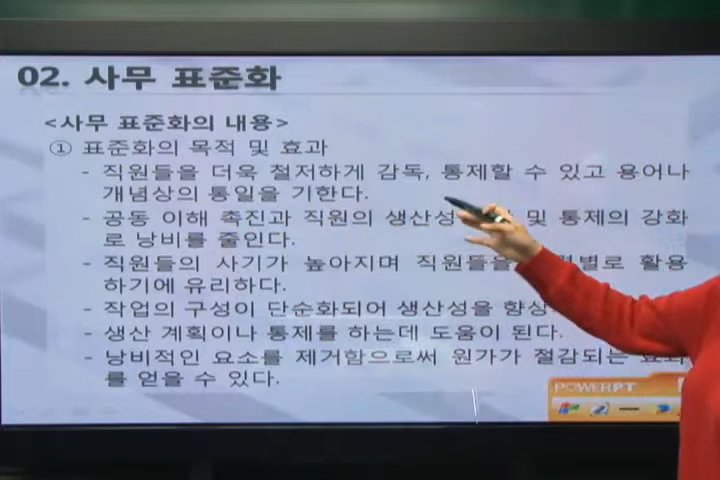 02. 사무 표준화
<사무 표준화의 내용>
① 표준화의 목적 및 효과
- 직원들을 더욱 철저하게 감독, 통제할 수 있고 용어나
개념상의 통일을 기한다.
- 공동 이해 촉진과 직원의 생산성 및 통제의 강화
로 낭비를 줄인다.
- 직원들의 사기가 높아지며 직원들을 별로 활용
하기에 유리하다.
- 작업의 구성이 단순화되어 생산성을 향상
- 생산 계획이나 통제를 하는데 도움이 된다.
- 낭비적인 요소를 제거함으로써 원가가 절감되는 효과
를 얻을 수 있다.
POWERPT